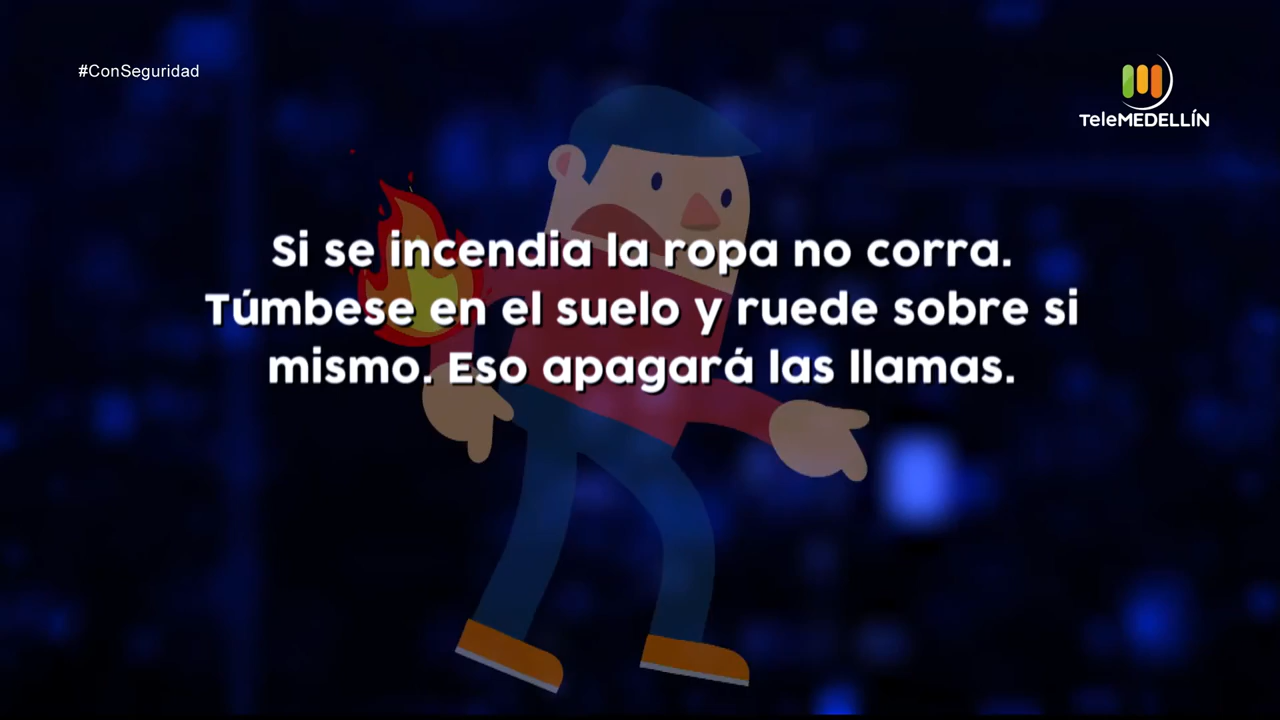 #ConSeguridad
TeleMEDELLÍN
Si se incendia la ropa no corra.
Túmbese en el suelo y ruede sobre si
mismo. Eso apagará las llamas.